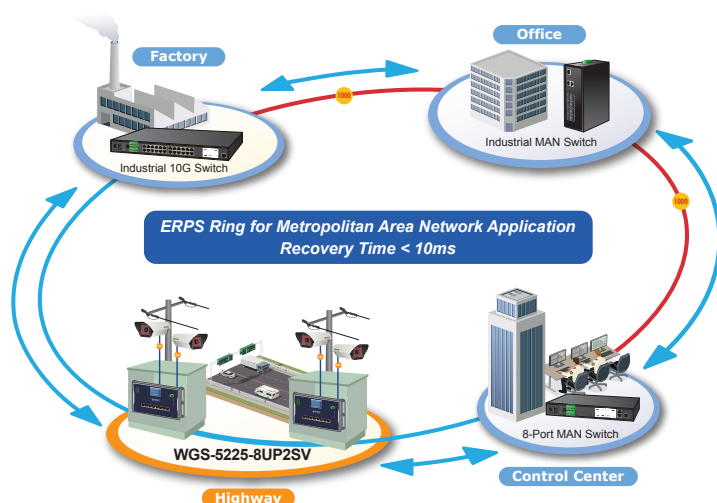 Factory
Office
1000
Industrial 10G Switch
Industrial MAN Switch
1000
ERPS Ring for Metropolitan Area Network Application
Recovery Time < 10ms
WGS-5225-8UP2SV
8-Port MAN Switch
Highway
Control Center